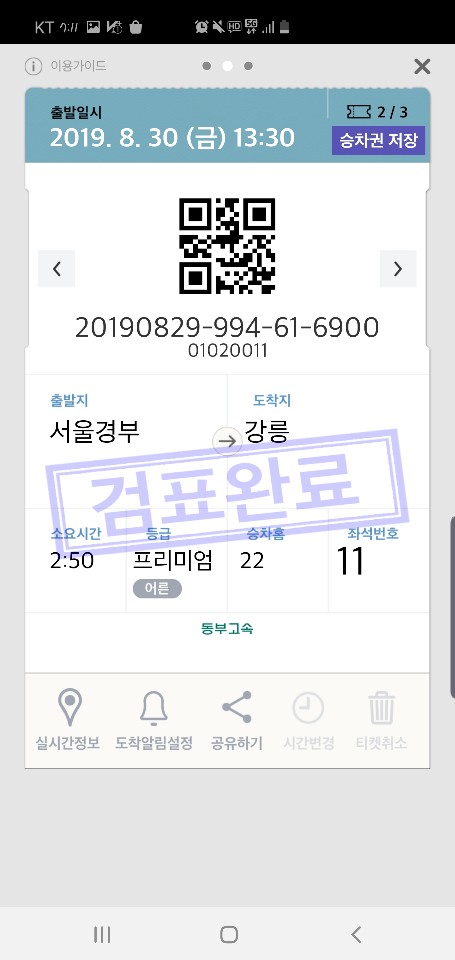 KT 7:11 HD 5G
이용가이드
출발일시
2019. 8. 30 (금) 13:30
2 / 3
승차권 저장
20190829-994-61-6900
01020011
출발지
도착지
서울경부
강릉
검표완료
소요시간
등급
승차홈
좌석번호
2:50
프리미엄
22
11
어른
동부고속
실시간정보
도착알림설정
공유하기
시간변경
티켓취소